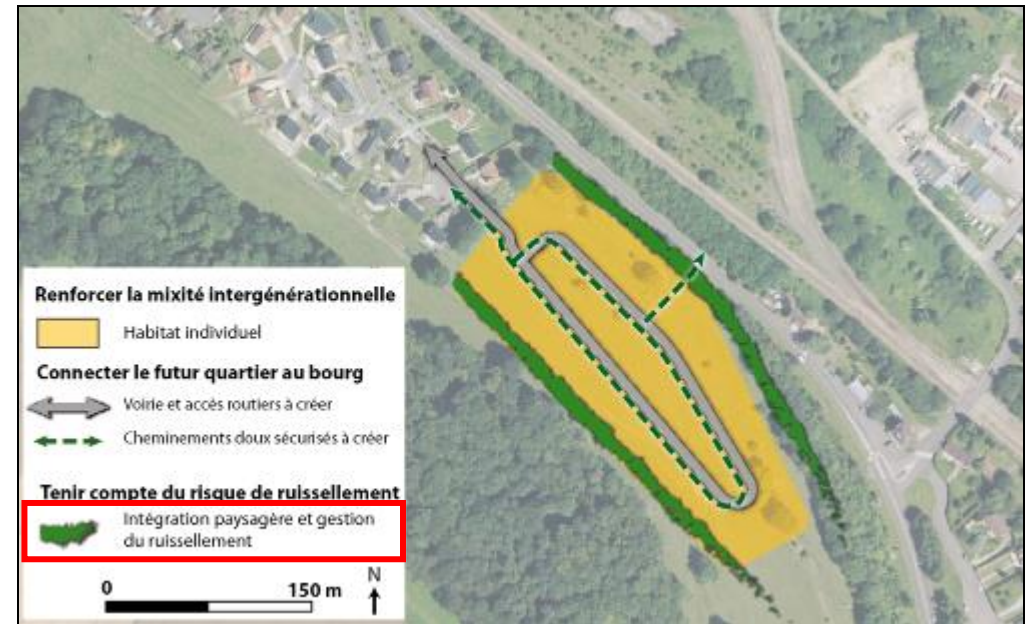 Renforcer la mixité intergénérationnelle
Habitat individuel
Connecter le futur quartier au bourg
Voirie et accès routiers à créer
Cheminements doux sécurisés à créer
Tenir compte du risque de ruissellement
Intégration paysagère et gestion
du ruissellement
0 150 m N